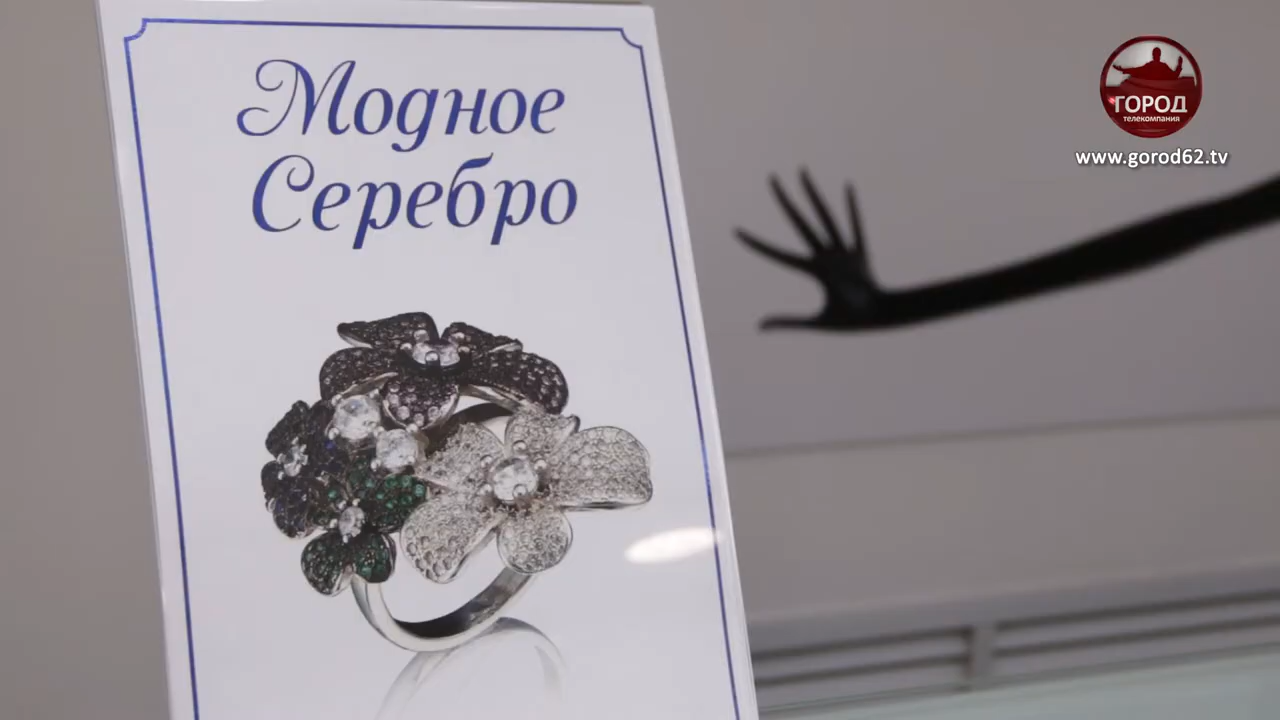 Модное
Серебро
ГОРОД
телекомпания
www.gorod62.tv